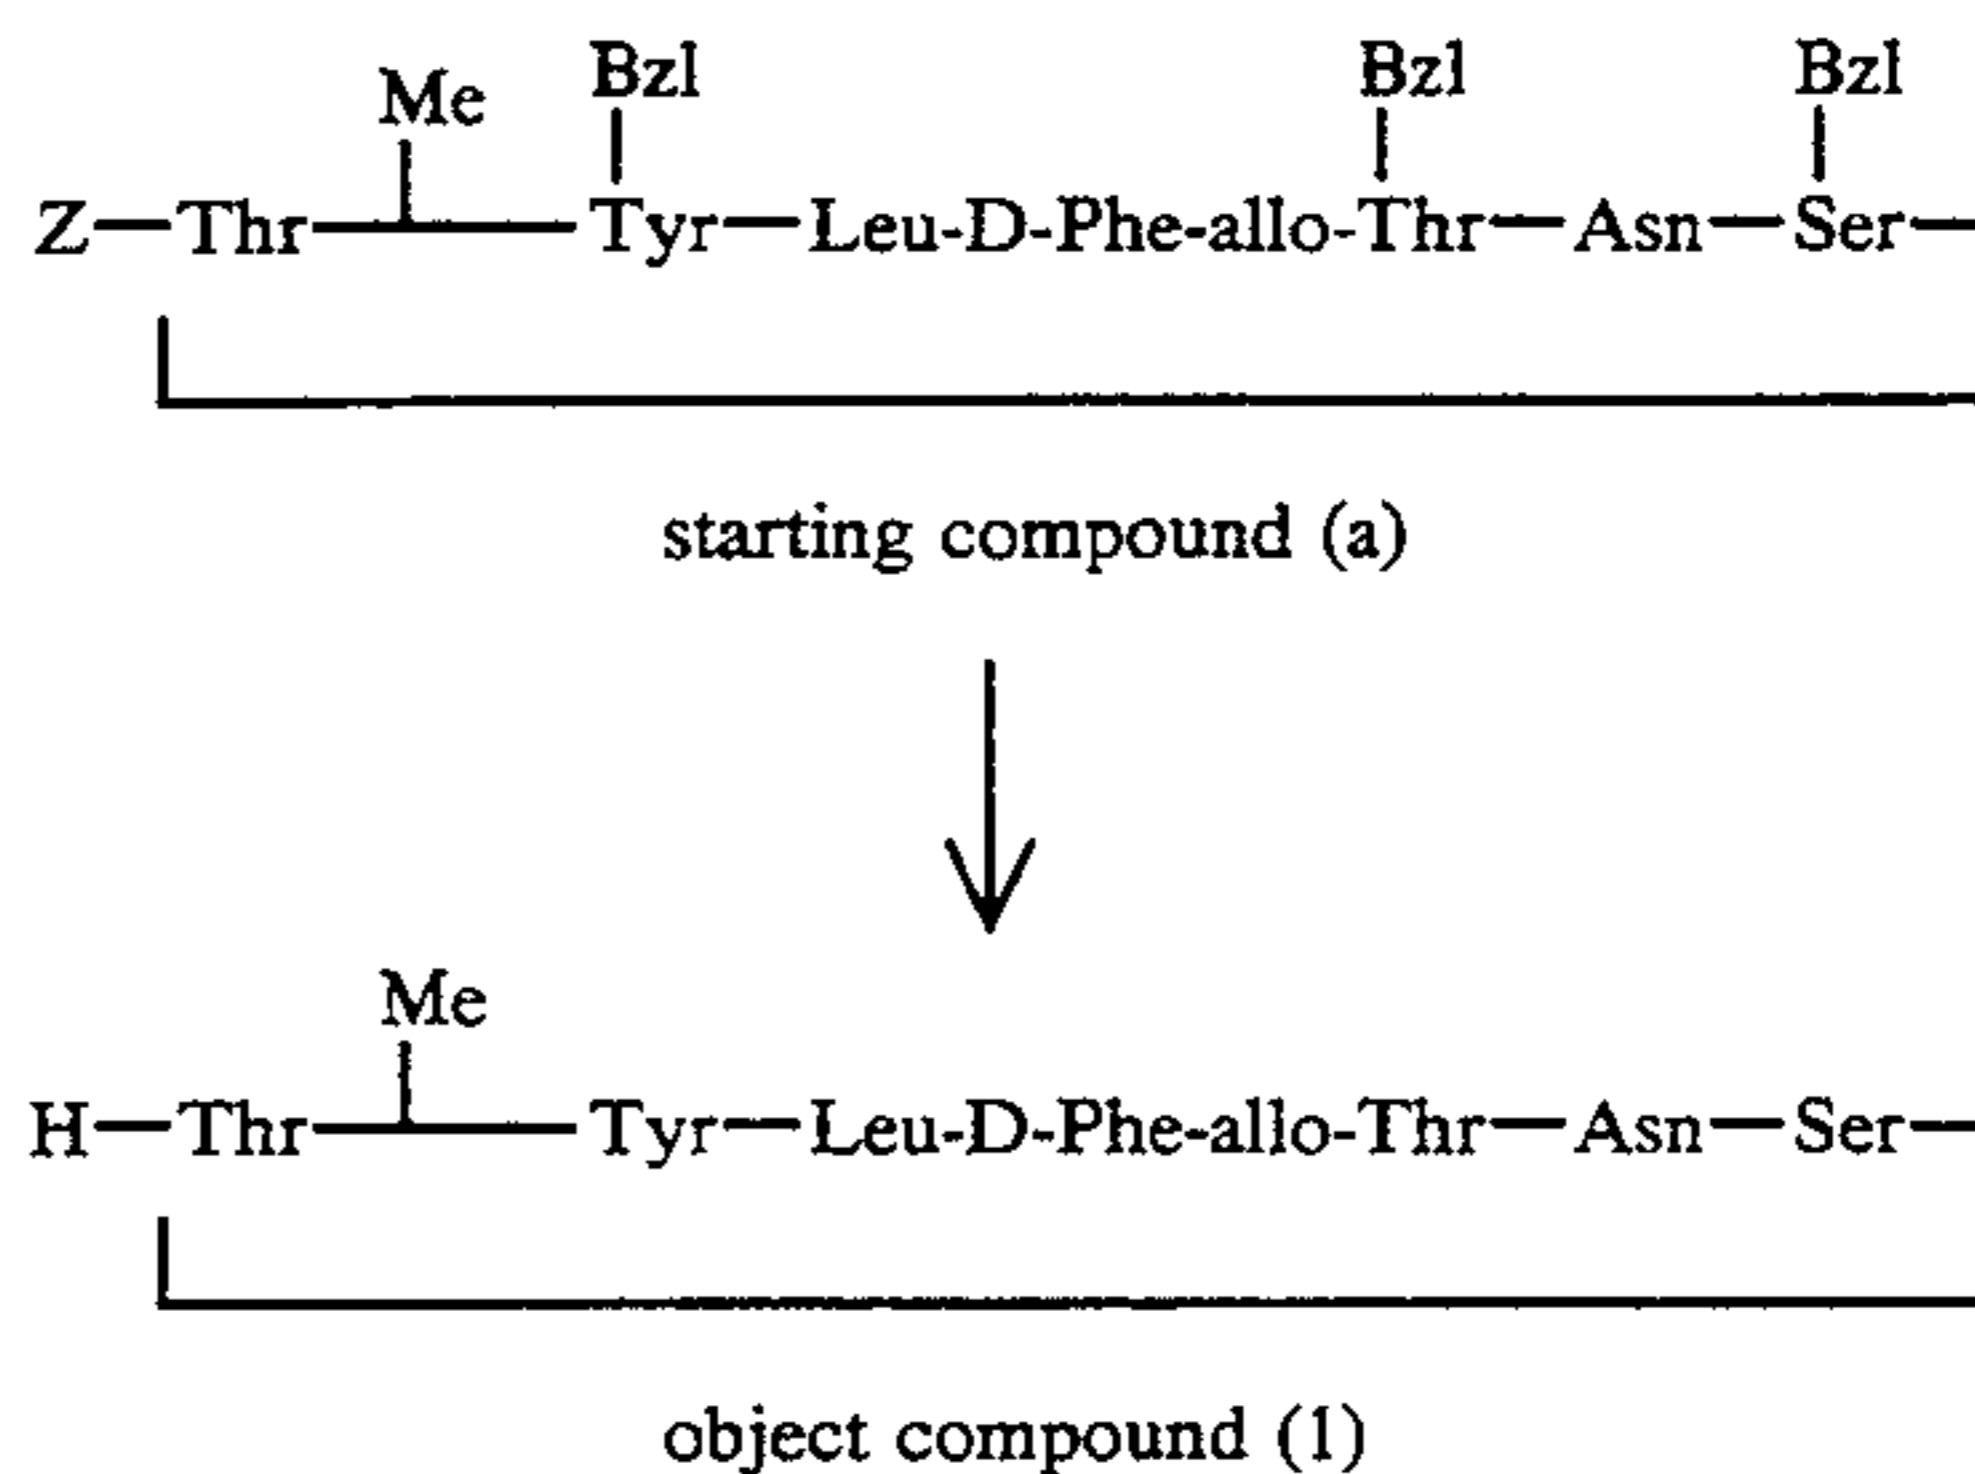 Me Bzl Bzl Bzl
Z—Thr—Tyr—Leu-D-Phe-allo-Thr—Asn—Ser—
starting compound (a)
Me
H—Thr—Tyr—Leu-D-Phe-allo-Thr—Asn—Ser—
object compound (1)